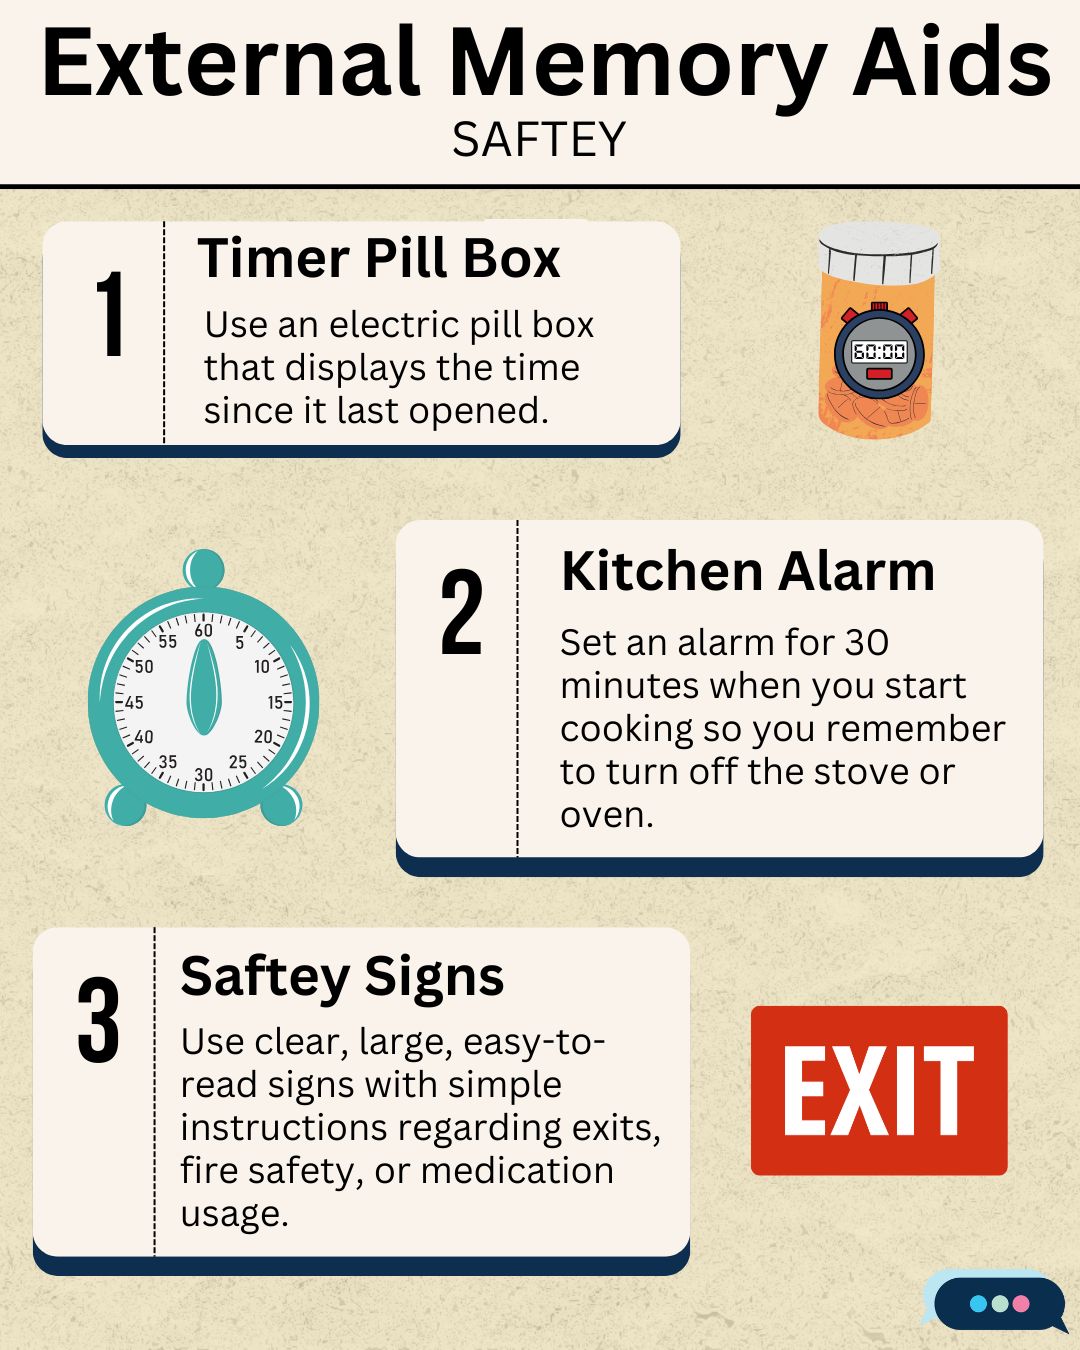 External Memory Aids
SAFTEY
1
Timer Pill Box
Use an electric pill box
that displays the time
since it last opened.
60:00
2
Kitchen Alarm
Set an alarm for 30
minutes when you start
cooking so you remember
to turn off the stove or
oven.
60
5
10
15
20
25
30
35
40
45
50
55
3
Saftey Signs
Use clear, large, easy-to-
read signs with simple
instructions regarding exits,
fire safety, or medication
usage.
EXIT